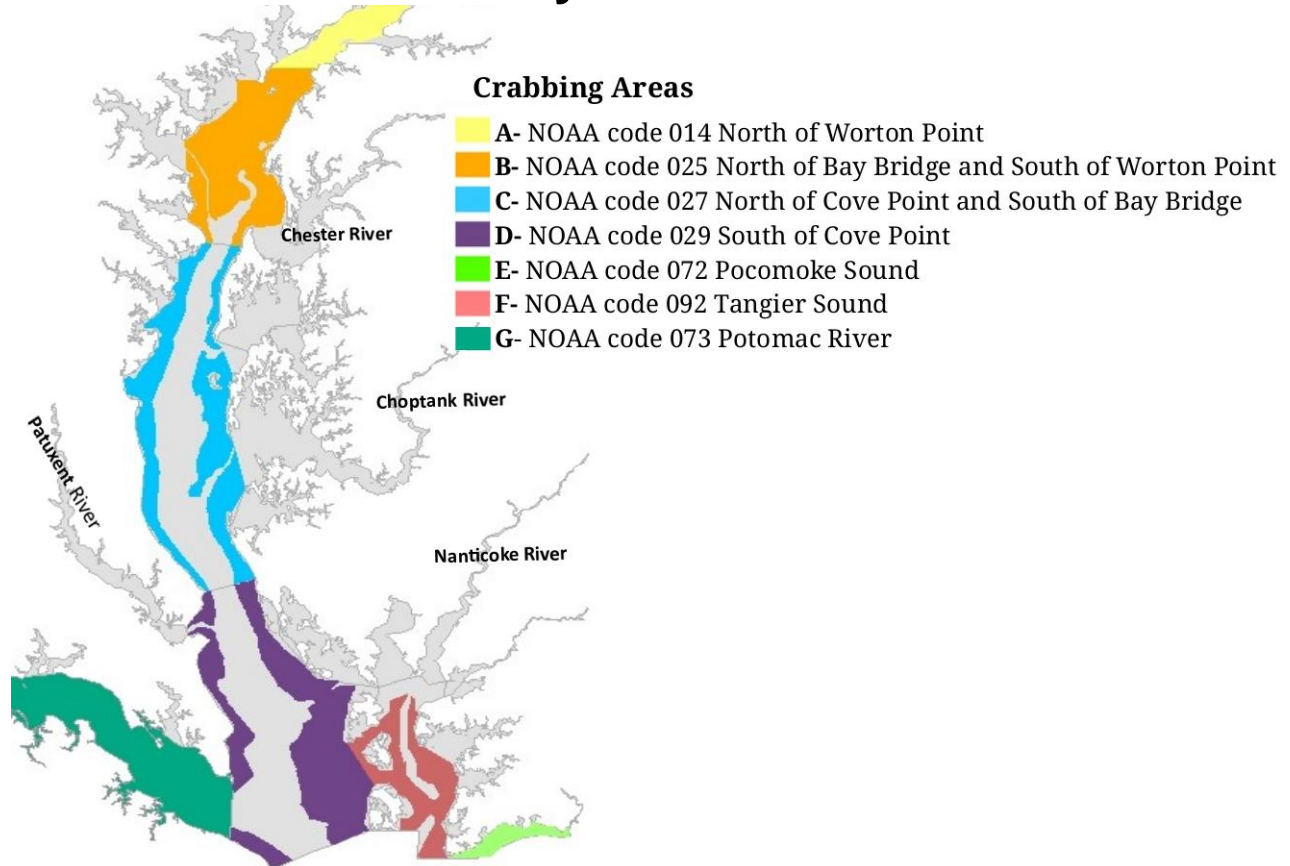 Crabbing Areas
A- NOAA code 014 North of Worton Point
B- NOAA code 025 North of Bay Bridge and South of Worton Point
C- NOAA code 027 North of Cove Point and South of Bay Bridge
D- NOAA code 029 South of Cove Point
E- NOAA code 072 Pocomoke Sound
F- NOAA code 092 Tangier Sound
G- NOAA code 073 Potomac River
Chester River
Choptank River
Patuxent River
Nanticoke River